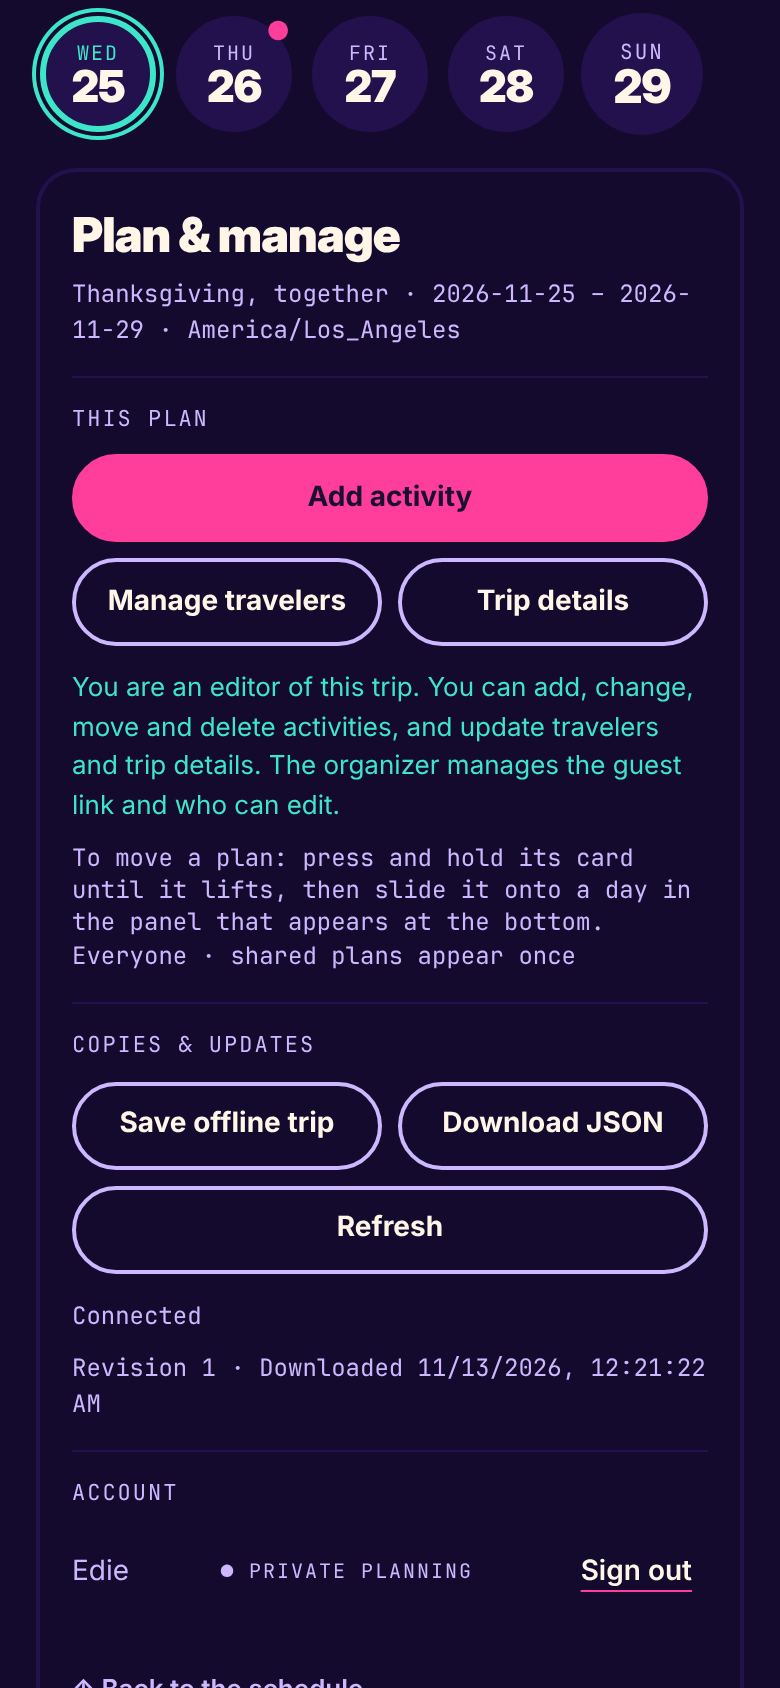 WED THU FRI SAT SUN
25 26 27 28 29
Plan & manage
Thanksgiving, together · 2026-11-25 – 2026-
11-29 · America/Los_Angeles
THIS PLAN
Add activity
Manage travelers Trip details
You are an editor of this trip. You can add, change,
move and delete activities, and update travelers
and trip details. The organizer manages the guest
link and who can edit.
To move a plan: press and hold its card
until it lifts, then slide it onto a day in
the panel that appears at the bottom.
Everyone · shared plans appear once
COPIES & UPDATES
Save offline trip Download JSON
Refresh
Connected
Revision 1 · Downloaded 11/13/2026, 12:21:22
AM
ACCOUNT
Edie ● PRIVATE PLANNING Sign out
↑ Back to the schedule